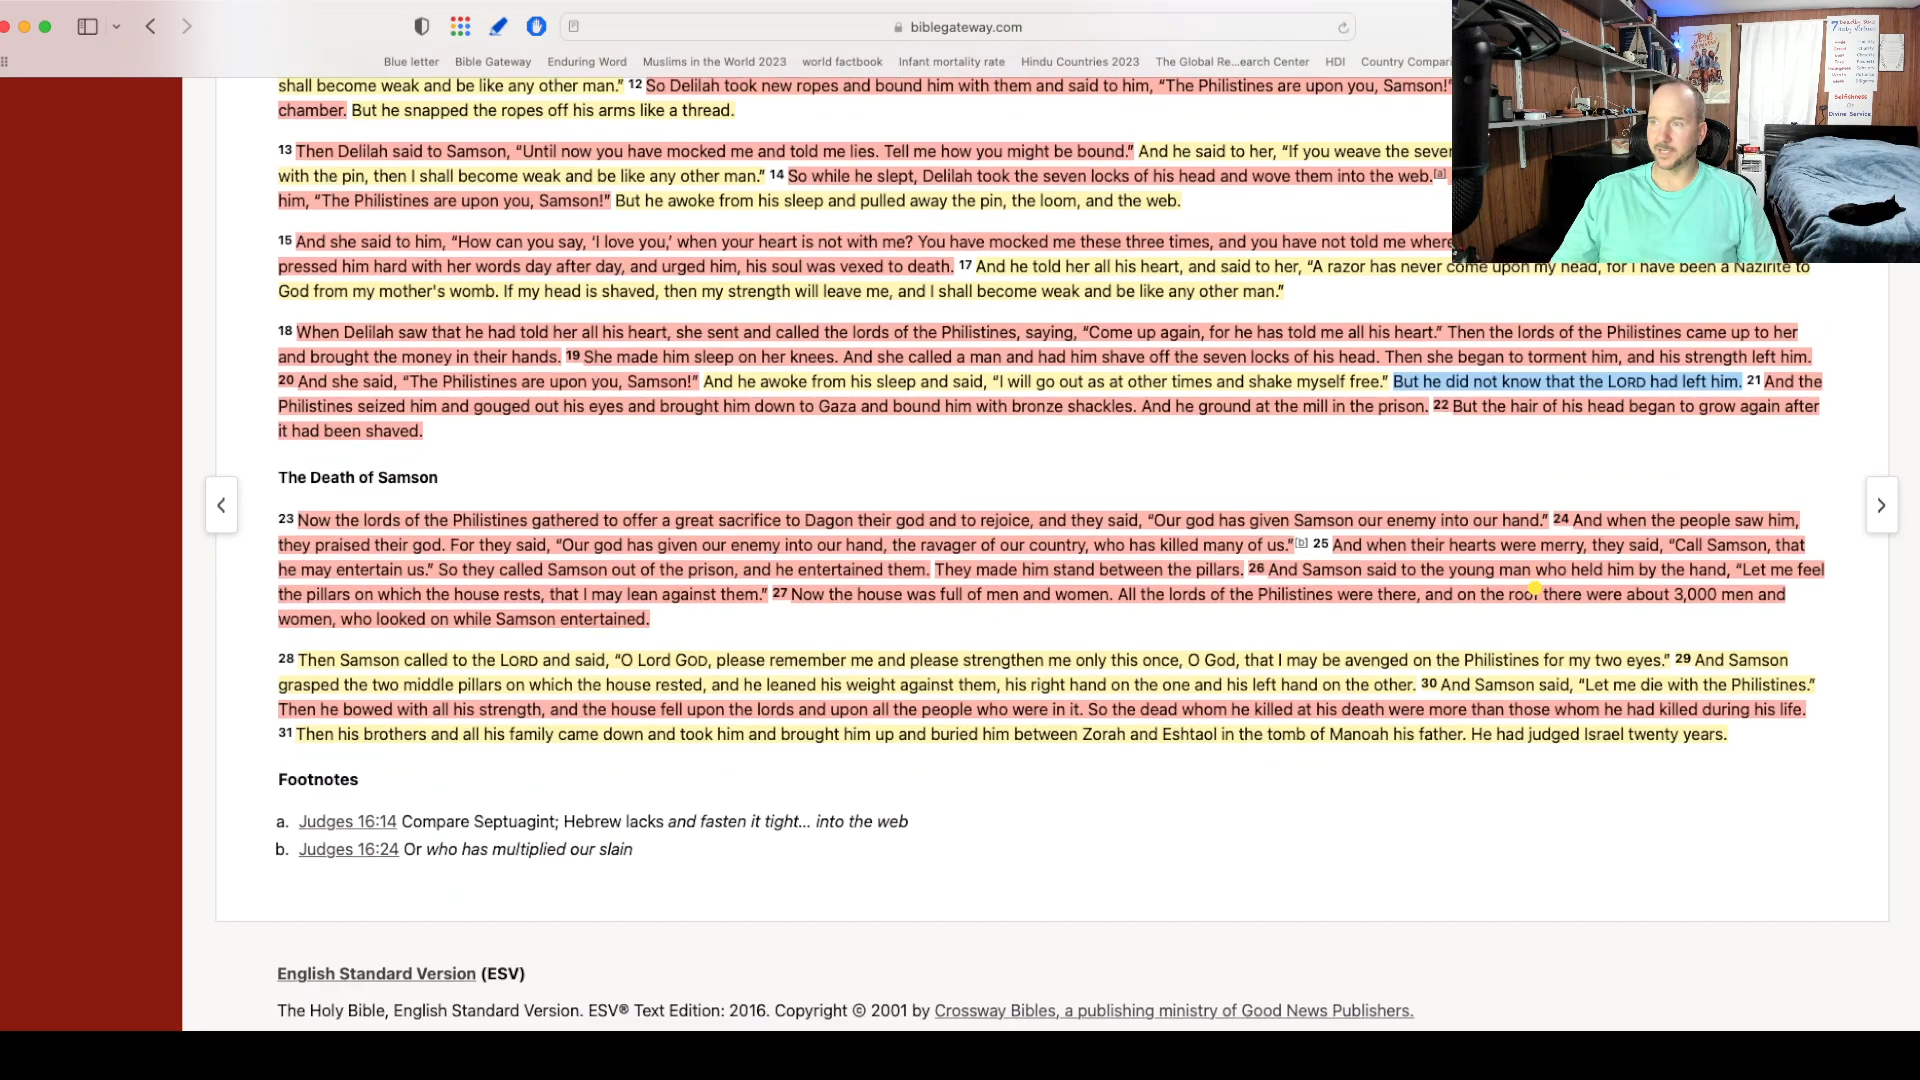 biblegateway.com
Blue letter Bible Gateway Enduring Word Muslims in the World 2023 world factbook Infant mortality rate Hindu Countries 2023 The Global Re...earch Center HDI Country Compari
7 Deadly Sins
Holy Virtues
Selfishness
Or
Divine Service
shall become weak and be like any other man.” 12 So Delilah took new ropes and bound him with them and said to him, “The Philistines are upon you, Samson!”
chamber. But he snapped the ropes off his arms like a thread.
13 Then Delilah said to Samson, “Until now you have mocked me and told me lies. Tell me how you might be bound.” And he said to her, “If you weave the seven
with the pin, then I shall become weak and be like any other man.” 14 So while he slept, Delilah took the seven locks of his head and wove them into the web.[a]
him, “The Philistines are upon you, Samson!” But he awoke from his sleep and pulled away the pin, the loom, and the web.
15 And she said to him, “How can you say, ‘I love you,’ when your heart is not with me? You have mocked me these three times, and you have not told me where
pressed him hard with her words day after day, and urged him, his soul was vexed to death. 17 And he told her all his heart, and said to her, “A razor has never come upon my head, for I have been a Nazirite to
God from my mother's womb. If my head is shaved, then my strength will leave me, and I shall become weak and be like any other man.”
18 When Delilah saw that he had told her all his heart, she sent and called the lords of the Philistines, saying, “Come up again, for he has told me all his heart.” Then the lords of the Philistines came up to her
and brought the money in their hands. 19 She made him sleep on her knees. And she called a man and had him shave off the seven locks of his head. Then she began to torment him, and his strength left him.
20 And she said, “The Philistines are upon you, Samson!” And he awoke from his sleep and said, “I will go out as at other times and shake myself free.” But he did not know that the LORD had left him. 21 And the
Philistines seized him and gouged out his eyes and brought him down to Gaza and bound him with bronze shackles. And he ground at the mill in the prison. 22 But the hair of his head began to grow again after
it had been shaved.
The Death of Samson
23 Now the lords of the Philistines gathered to offer a great sacrifice to Dagon their god and to rejoice, and they said, “Our god has given Samson our enemy into our hand.” 24 And when the people saw him,
they praised their god. For they said, “Our god has given our enemy into our hand, the ravager of our country, who has killed many of us.”[b] 25 And when their hearts were merry, they said, “Call Samson, that
he may entertain us.” So they called Samson out of the prison, and he entertained them. They made him stand between the pillars. 26 And Samson said to the young man who held him by the hand, “Let me feel
the pillars on which the house rests, that I may lean against them.” 27 Now the house was full of men and women. All the lords of the Philistines were there, and on the roof there were about 3,000 men and
women, who looked on while Samson entertained.
28 Then Samson called to the LORD and said, “O Lord GOD, please remember me and please strengthen me only this once, O God, that I may be avenged on the Philistines for my two eyes.” 29 And Samson
grasped the two middle pillars on which the house rested, and he leaned his weight against them, his right hand on the one and his left hand on the other. 30 And Samson said, “Let me die with the Philistines.”
Then he bowed with all his strength, and the house fell upon the lords and upon all the people who were in it. So the dead whom he killed at his death were more than those whom he had killed during his life.
31 Then his brothers and all his family came down and took him and brought him up and buried him between Zorah and Eshtaol in the tomb of Manoah his father. He had judged Israel twenty years.
Footnotes
a. Judges 16:14 Compare Septuagint; Hebrew lacks and fasten it tight... into the web
b. Judges 16:24 Or who has multiplied our slain
English Standard Version (ESV)
The Holy Bible, English Standard Version. ESV® Text Edition: 2016. Copyright © 2001 by Crossway Bibles, a publishing ministry of Good News Publishers.